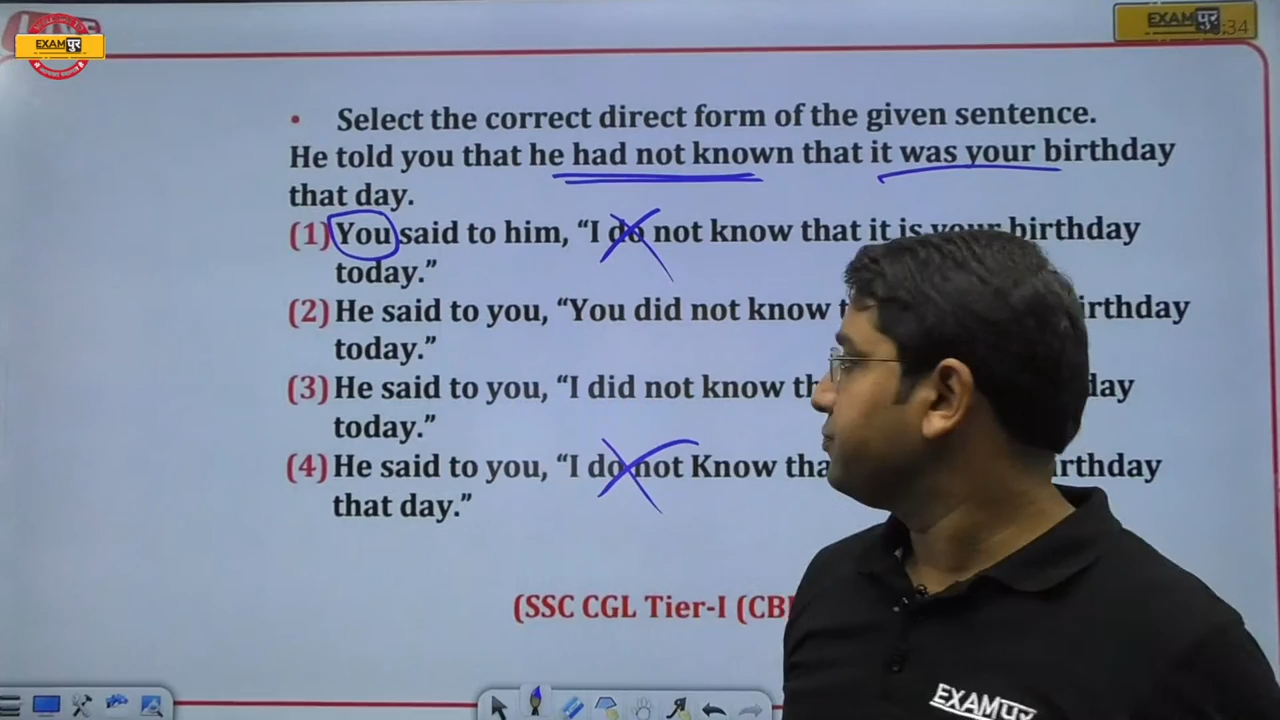 EXAMपुर
EXAMपुर
:34
• Select the correct direct form of the given sentence.
He told you that he had not known that it was your birthday
that day.
(1) You said to him, “I do not know that it is your birthday
today.”
(2) He said to you, “You did not know
today.”
(3) He said to you, “I did not know
today.”
(4) He said to you, “I do not Know
that day.”
(SSC CGL Tier-I
EXAMपुर